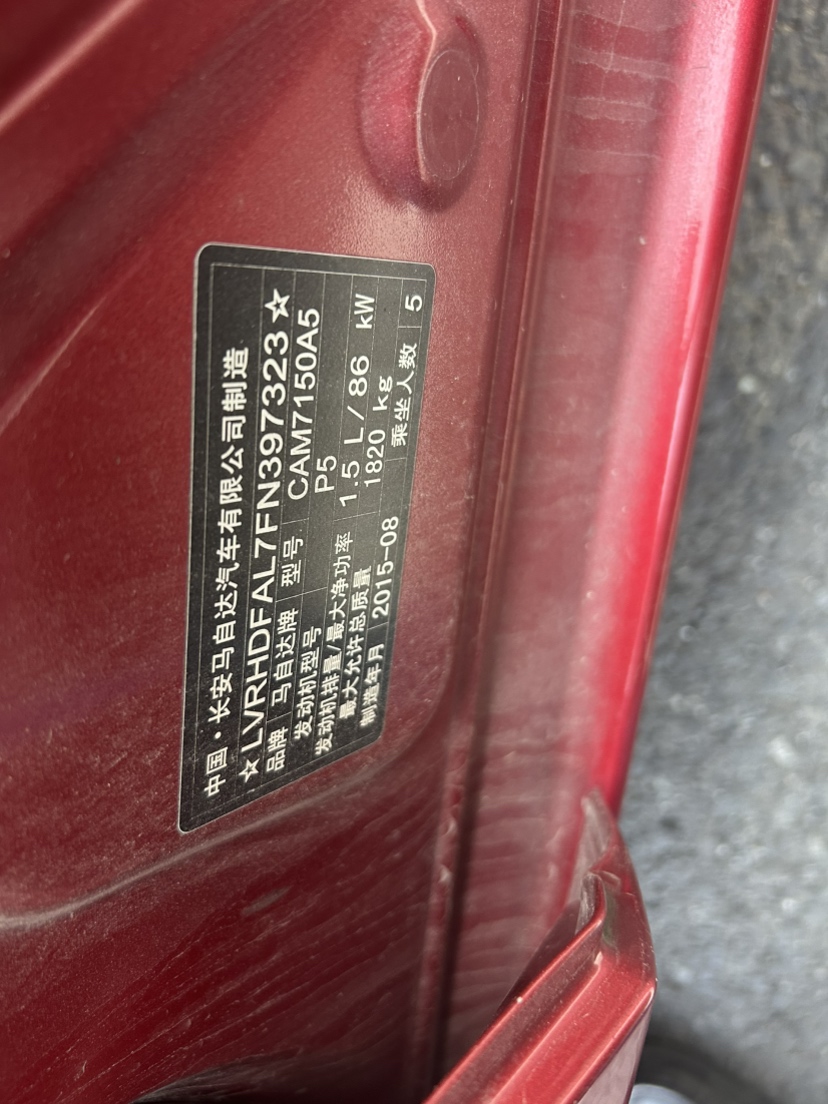 中国·长安马自达汽车有限公司制造
☆LVRHDFAL7FN397323☆
品牌 马自达牌 型号 CAM7150A5
发动机型号 P5
发动机排量/最大净功率 1.5 L/86 kW
最大允许总质量 1820 kg
制造年月 2015-08 乘坐人数 5